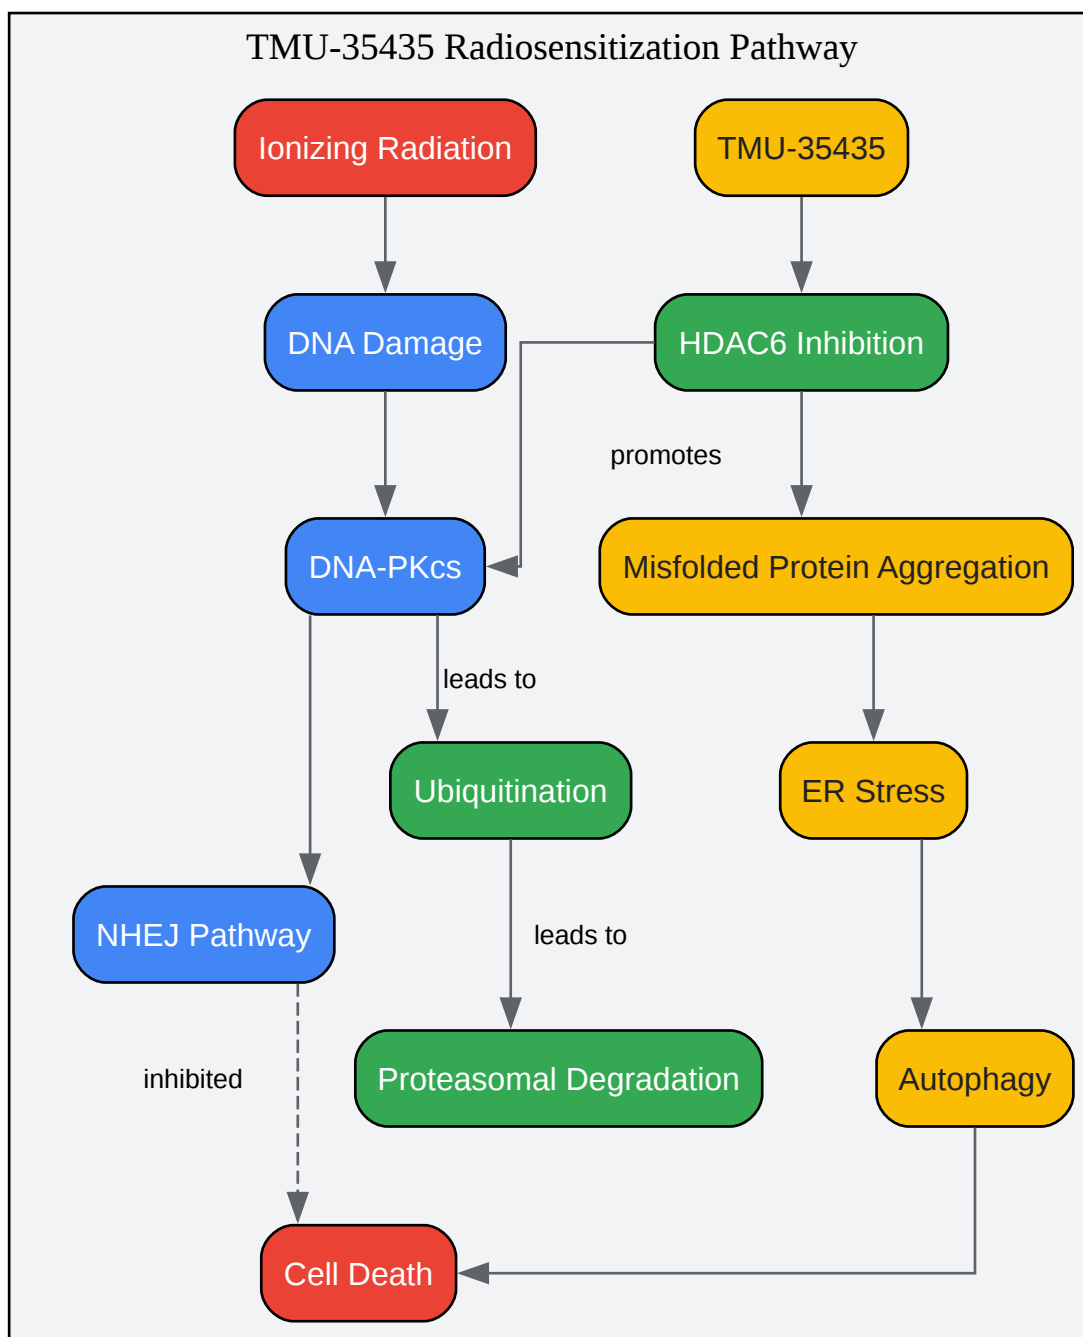 TMU-35435 Radiosensitization Pathway
Ionizing Radiation
TMU-35435
DNA Damage
HDAC6 Inhibition
promotes
DNA-PKcs
Misfolded Protein Aggregation
leads to
Ubiquitination
ER Stress
NHEJ Pathway
leads to
inhibited
Proteasomal Degradation
Autophagy
Cell Death